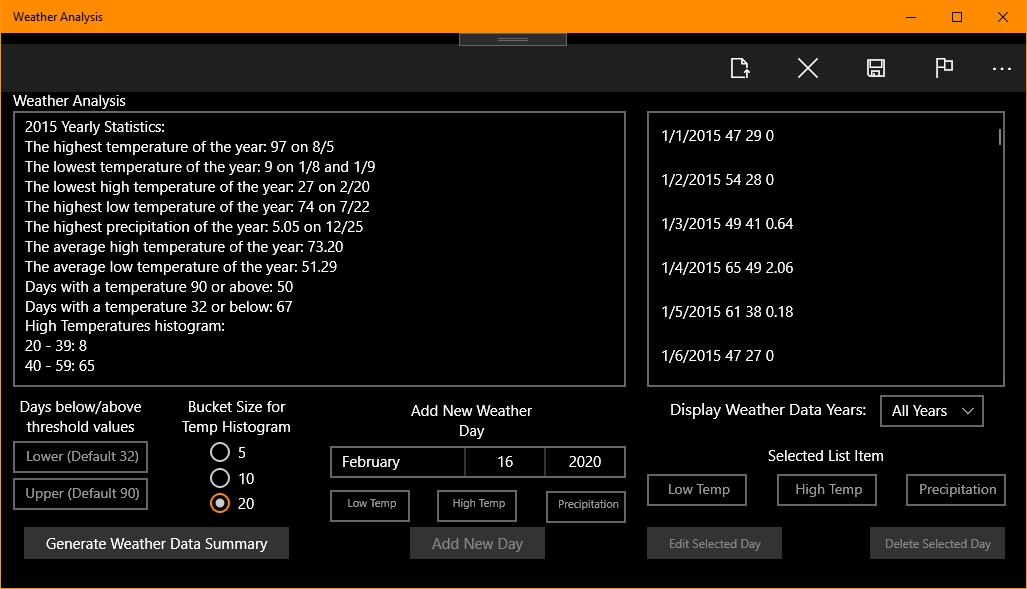 Weather Analysis
Weather Analysis
2015 Yearly Statistics:
The highest temperature of the year: 97 on 8/5
The lowest temperature of the year: 9 on 1/8 and 1/9
The lowest high temperature of the year: 27 on 2/20
The highest low temperature of the year: 74 on 7/22
The highest precipitation of the year: 5.05 on 12/25
The average high temperature of the year: 73.20
The average low temperature of the year: 51.29
Days with a temperature 90 or above: 50
Days with a temperature 32 or below: 67
High Temperatures histogram:
20 - 39: 8
40 - 59: 65
1/1/2015 47 29 0
1/2/2015 54 28 0
1/3/2015 49 41 0.64
1/4/2015 65 49 2.06
1/5/2015 61 38 0.18
1/6/2015 47 27 0
Days below/above
threshold values
Lower (Default 32)
Upper (Default 90)
Bucket Size for
Temp Histogram
5
10
20
Generate Weather Data Summary
Add New Weather
Day
February 16 2020
Low Temp High Temp Precipitation
Add New Day
Display Weather Data Years: All Years
Selected List Item
Low Temp High Temp Precipitation
Edit Selected Day Delete Selected Day